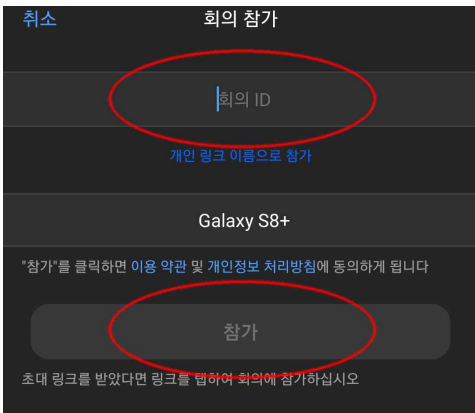 취소 회의 참가
회의 ID
개인 링크 이름으로 참가
Galaxy S8+
"참가"를 클릭하면 이용 약관 및 개인정보 처리방침에 동의하게 됩니다
참가
초대 링크를 받았다면 링크를 탭하여 회의에 참가하십시오